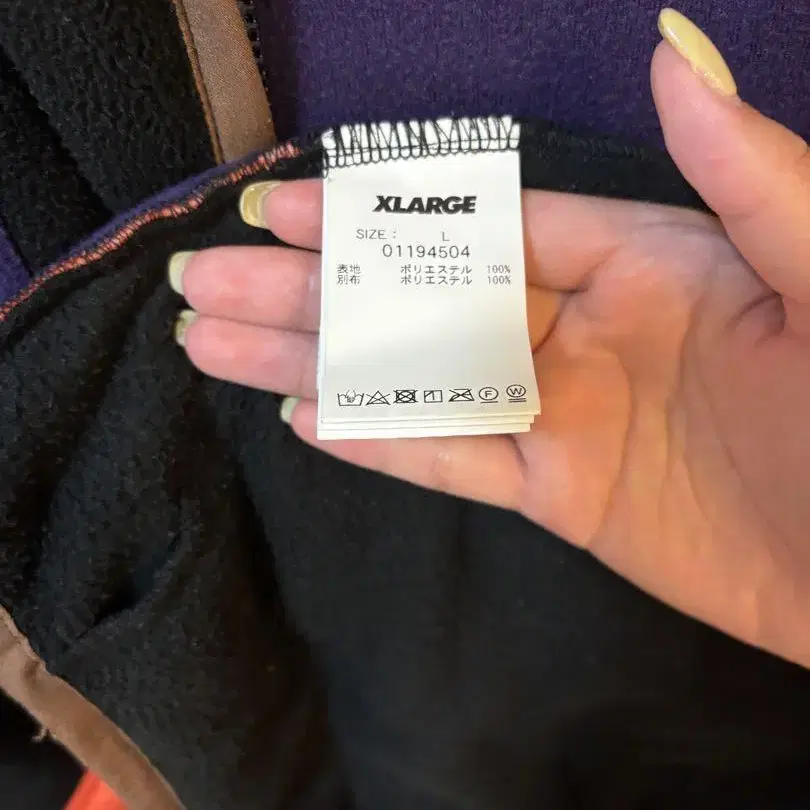 XLARGE
SIZE : L
01194504
表地 ポリエステル 100%
別布 ポリエステル 100%
F W